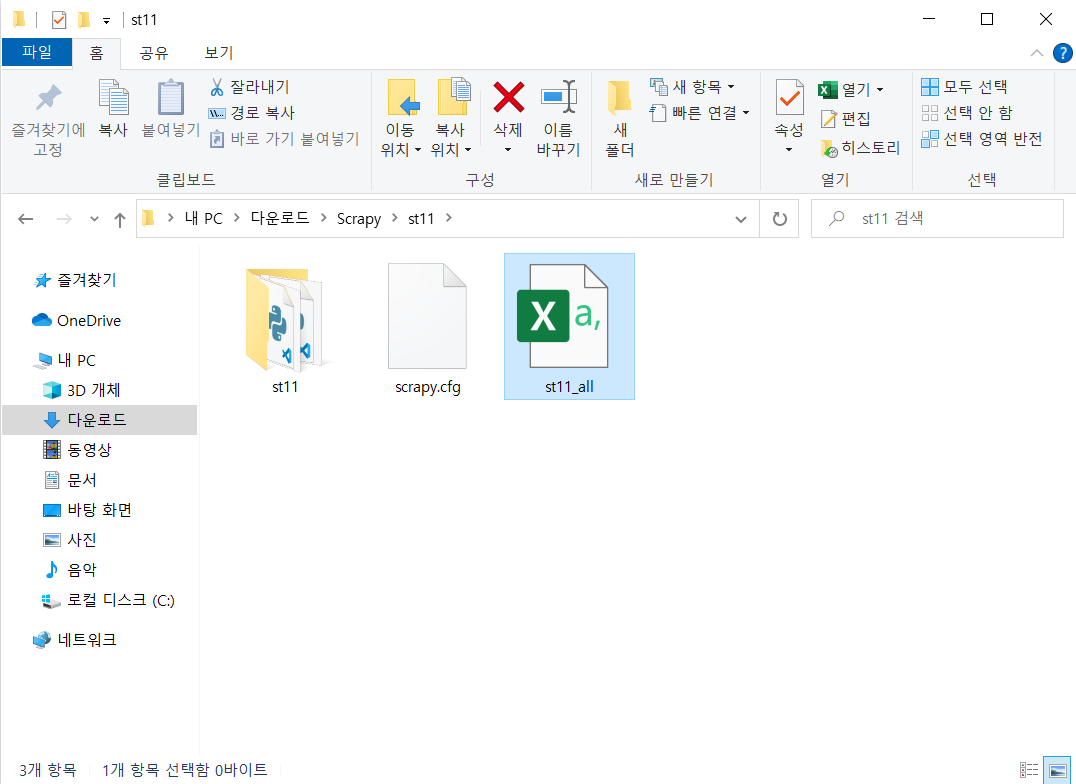 st11
파일 홈 공유 보기
즐겨찾기에 고정
복사
붙여넣기
잘라내기
경로 복사
바로 가기 붙여넣기
클립보드
이동 위치
복사 위치
삭제
이름 바꾸기
구성
새 폴더
새 항목
빠른 연결
새로 만들기
속성
열기
편집
히스토리
열기
모두 선택
선택 안 함
선택 영역 반전
선택
내 PC > 다운로드 > Scrapy > st11 >
st11 검색
즐겨찾기
OneDrive
내 PC
3D 개체
다운로드
동영상
문서
바탕 화면
사진
음악
로컬 디스크 (C:)
네트워크
st11
scrapy.cfg
X a,
st11_all
3개 항목 1개 항목 선택함 0바이트